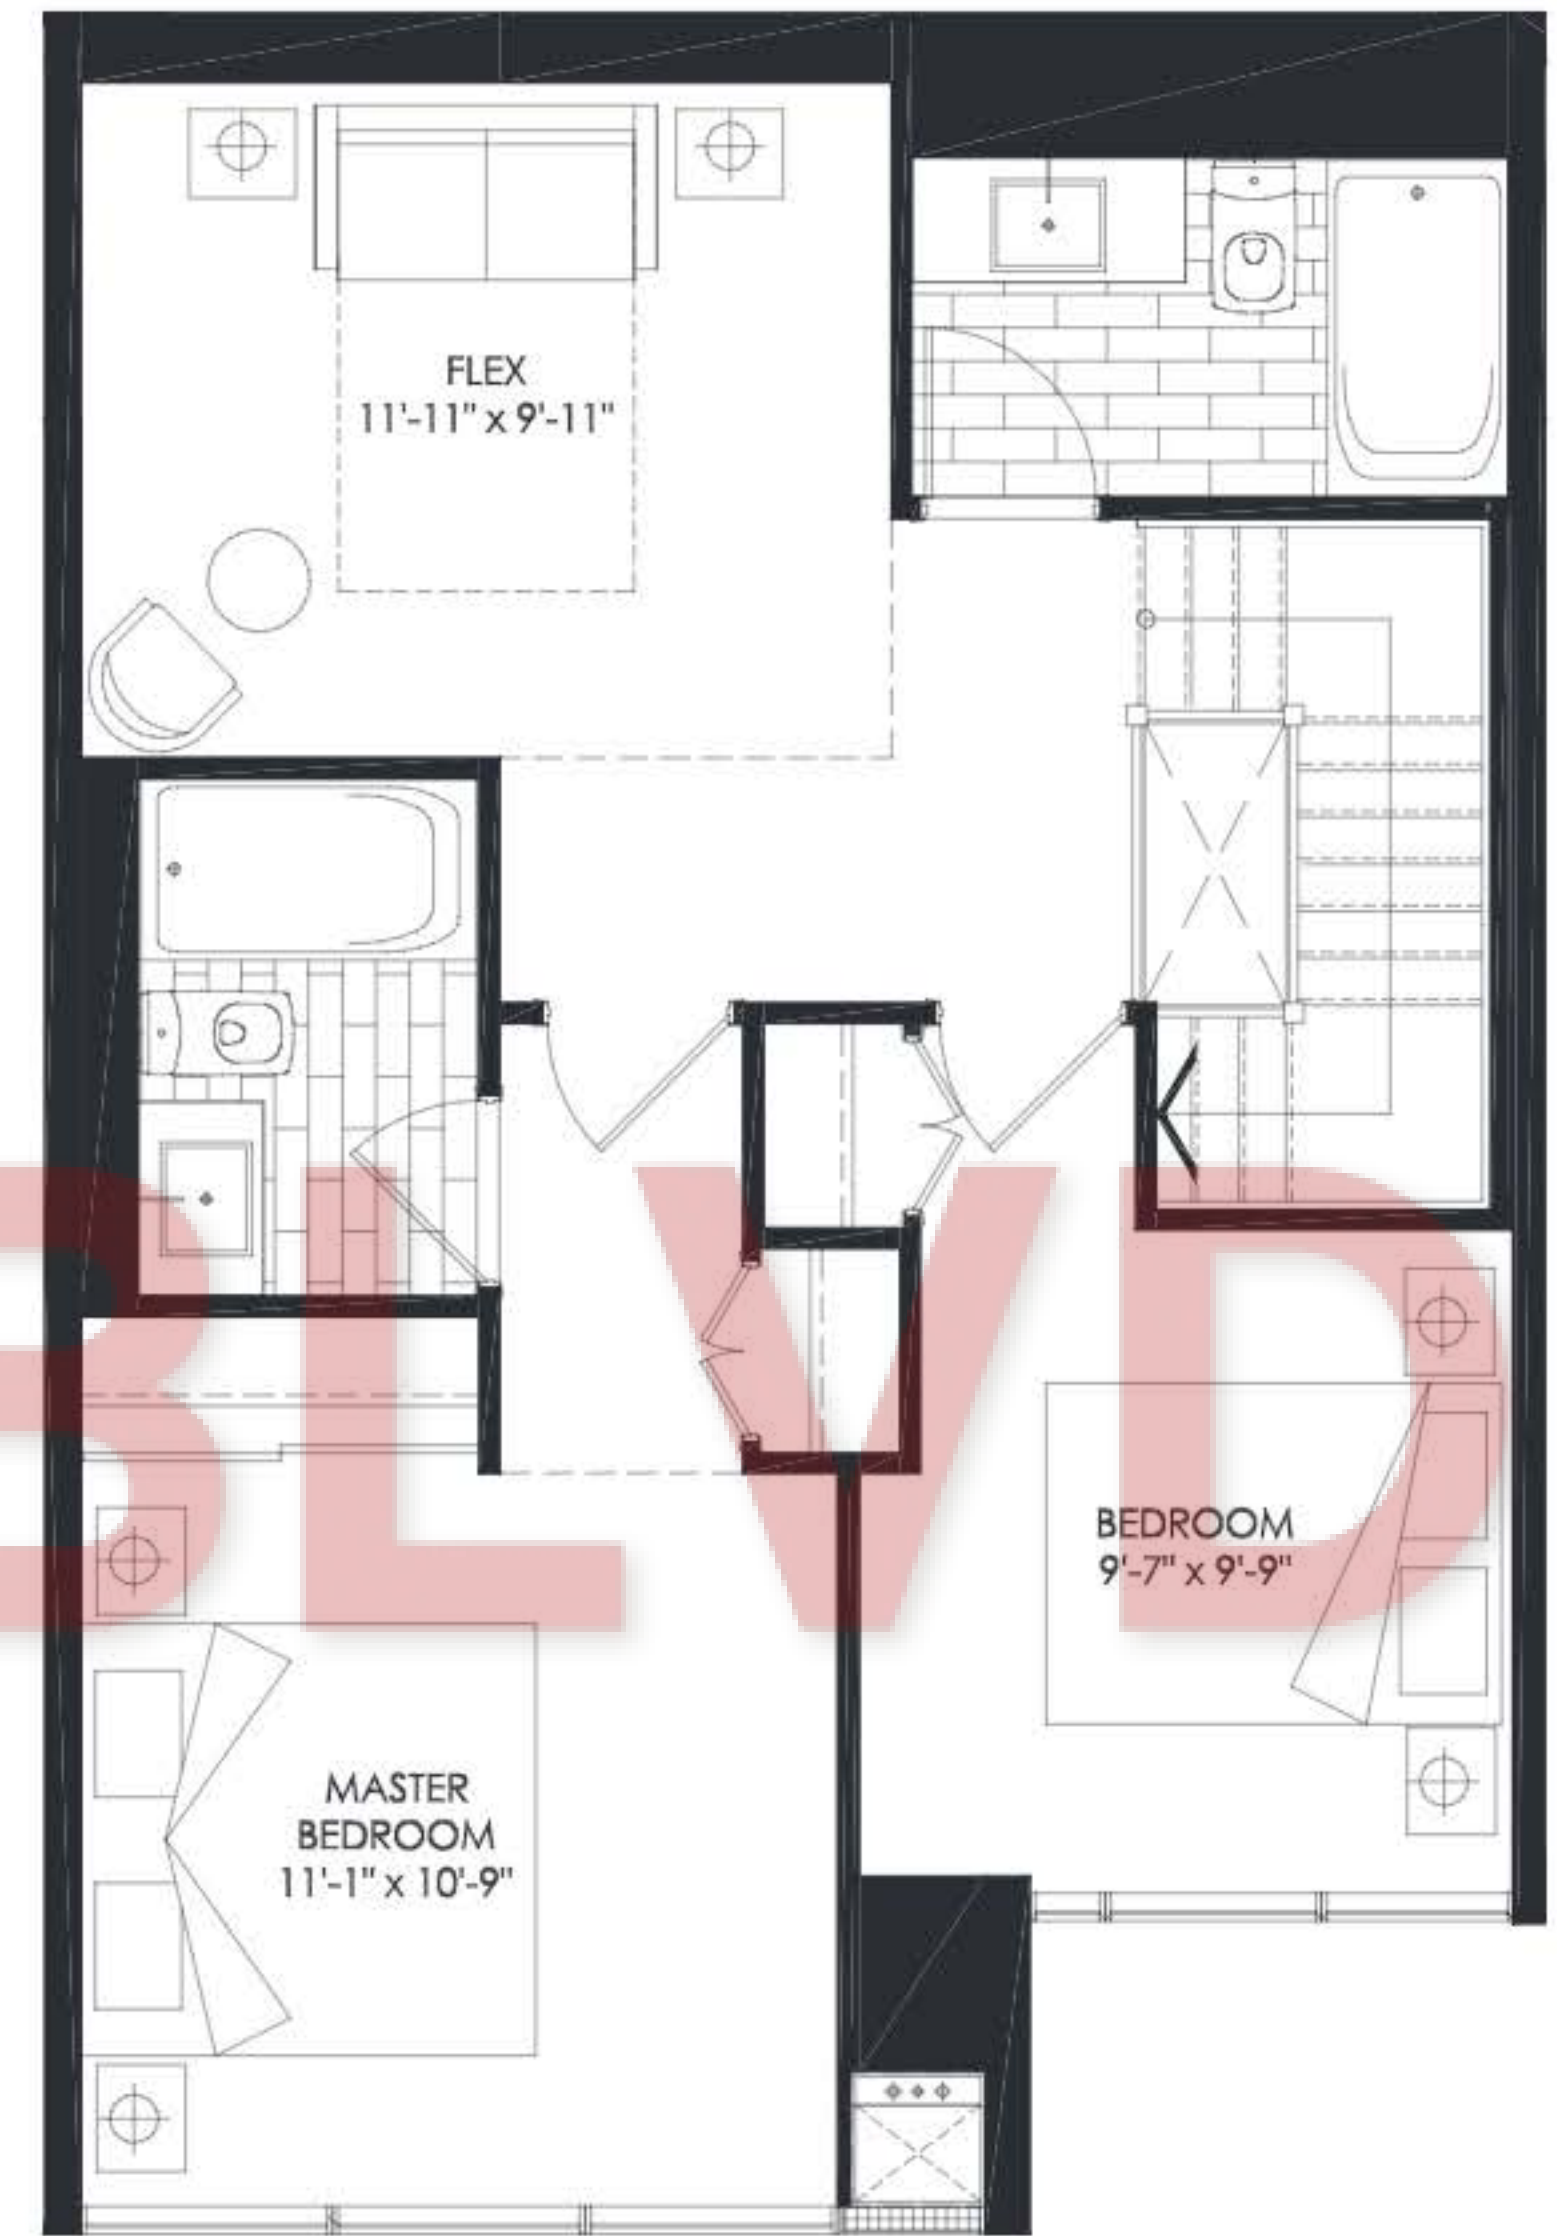 FLEX
11'-11" x 9'-11"
BLVD
BEDROOM
9'-7" x 9'-9"
MASTER
BEDROOM
11'-1" x 10'-9"